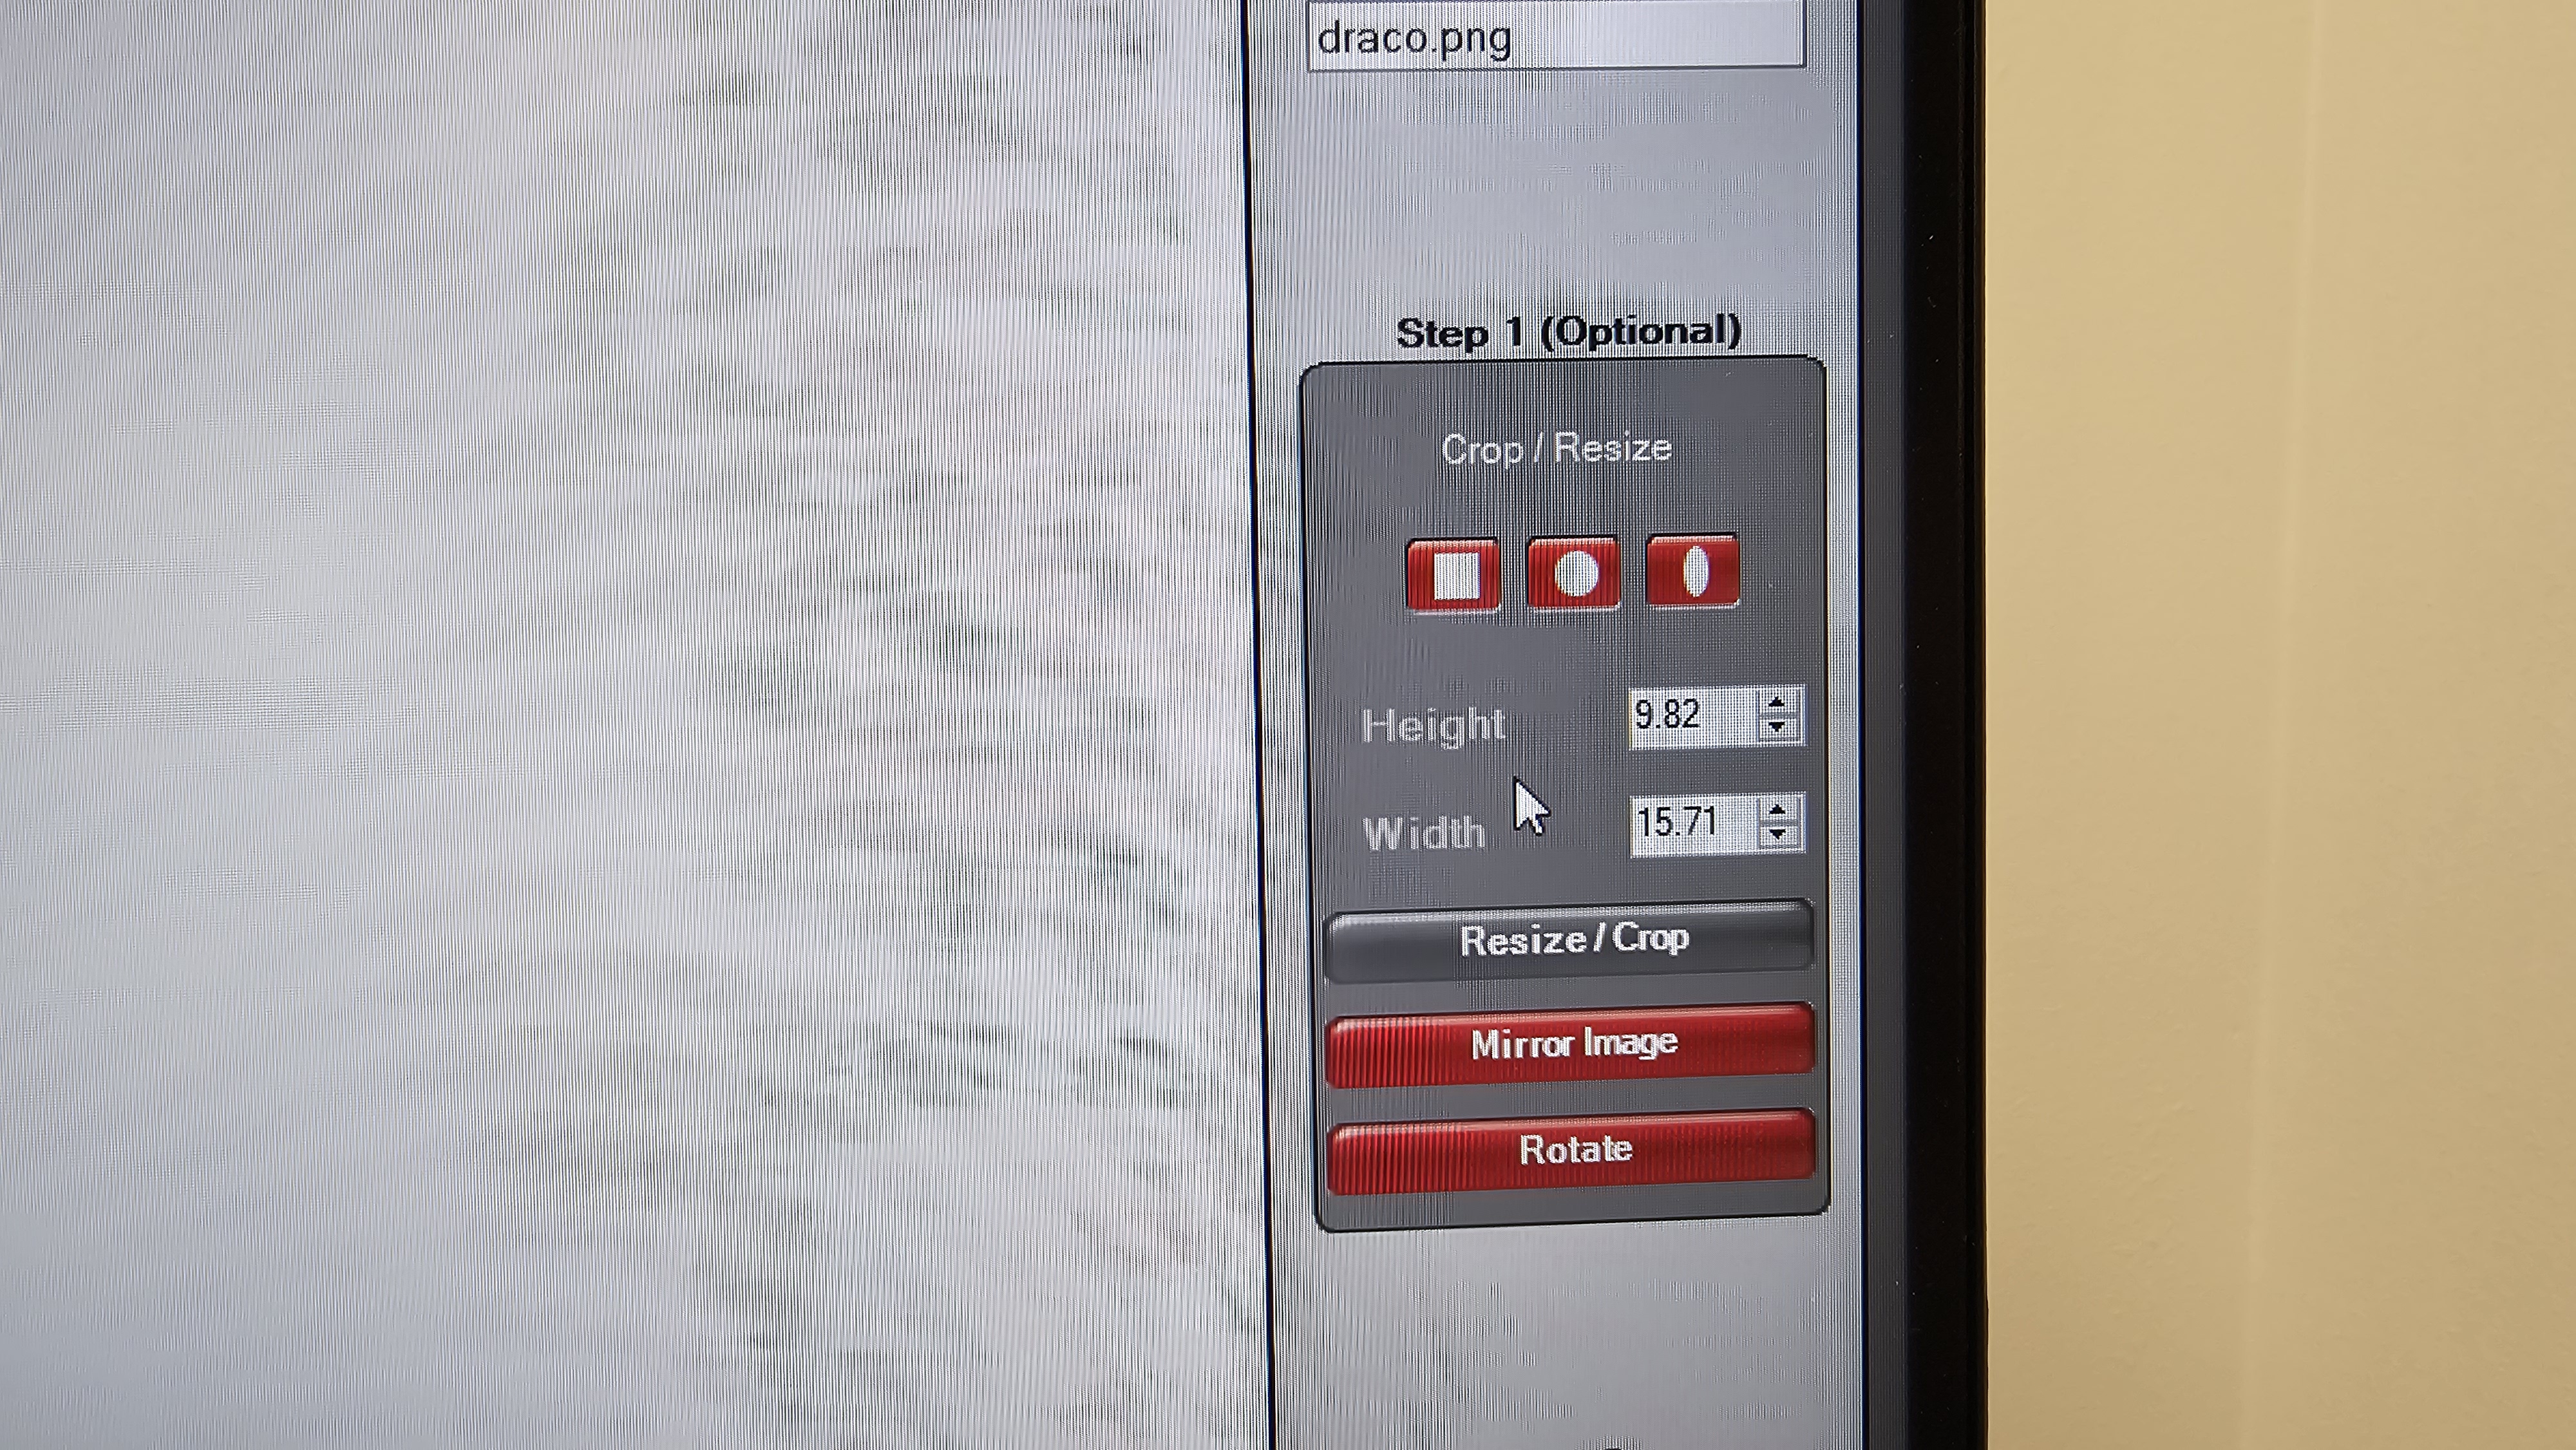 draco.png
Step 1 (Optional)
Crop / Resize
Height 9.82
Width 15.71
Resize / Crop
Mirror Image
Rotate